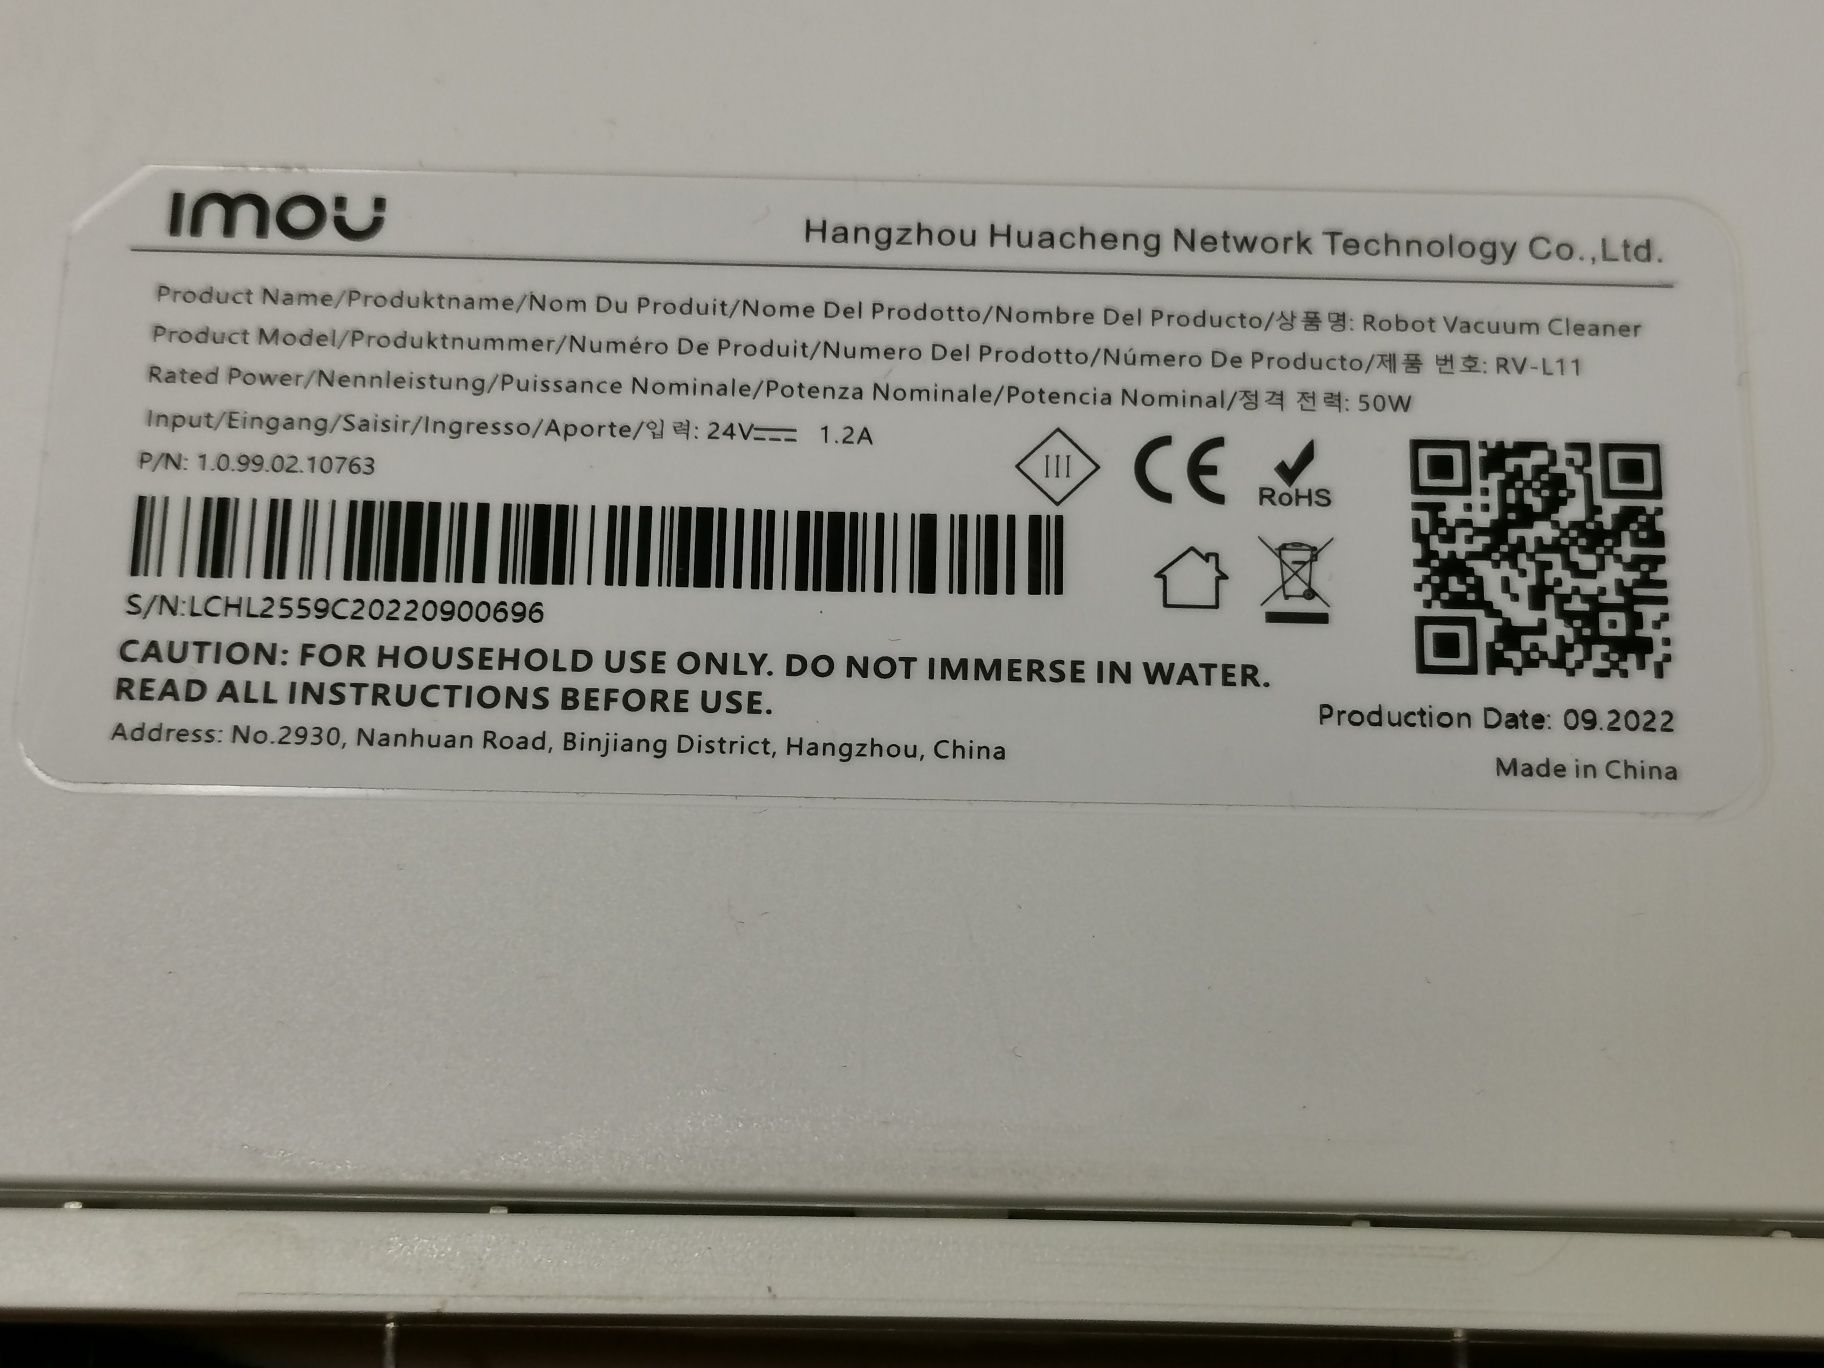 imou
Hangzhou Huacheng Network Technology Co.,Ltd.
Product Name/Produktname/Nom Du Produit/Nome Del Prodotto/Nombre Del Producto/상품명: Robot Vacuum Cleaner
Product Model/Produktnummer/Numéro De Produit/Numero Del Prodotto/Número De Producto/제품 번호: RV-L11
Rated Power/Nennleistung/Puissance Nominale/Potenza Nominale/Potencia Nominal/정격 전력: 50W
Input/Eingang/Saisir/Ingresso/Aporte/입력: 24V⎓ 1.2A
P/N: 1.0.99.02.10763
III
CE
RoHS
S/N:LCHL2559C20220900696
CAUTION: FOR HOUSEHOLD USE ONLY. DO NOT IMMERSE IN WATER.
READ ALL INSTRUCTIONS BEFORE USE.
Address: No.2930, Nanhuan Road, Binjiang District, Hangzhou, China
Production Date: 09.2022
Made in China